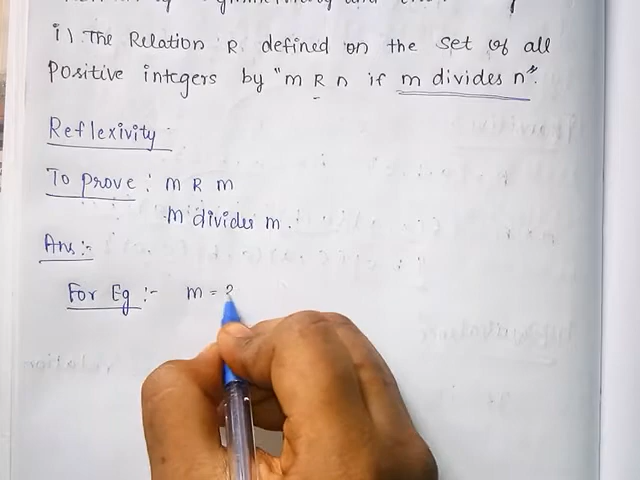 i) The Relation R defined on the set of all
Positive integers by "m R n if m divides n".
Reflexivity
To prove : m R m
m divides m.
Ans :-
For Eg :- m =